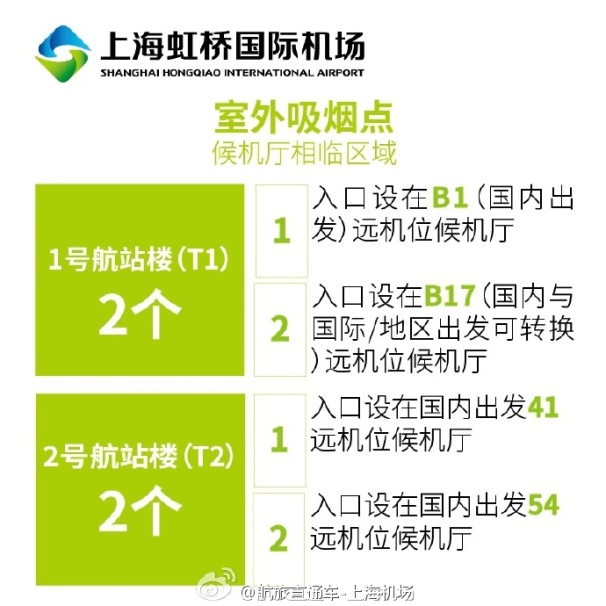 上海虹桥国际机场
SHANGHAI HONGQIAO INTERNATIONAL AIRPORT
室外吸烟点
候机厅相临区域
1号航站楼(T1)
2个
1
入口设在B1(国内出
发)远机位候机厅
2
入口设在B17(国内与
国际/地区出发可转换
)远机位候机厅
2号航站楼(T2)
2个
1
入口设在国内出发41
远机位候机厅
2
入口设在国内出发54
远机位候机厅
@航旅直通车-上海机场